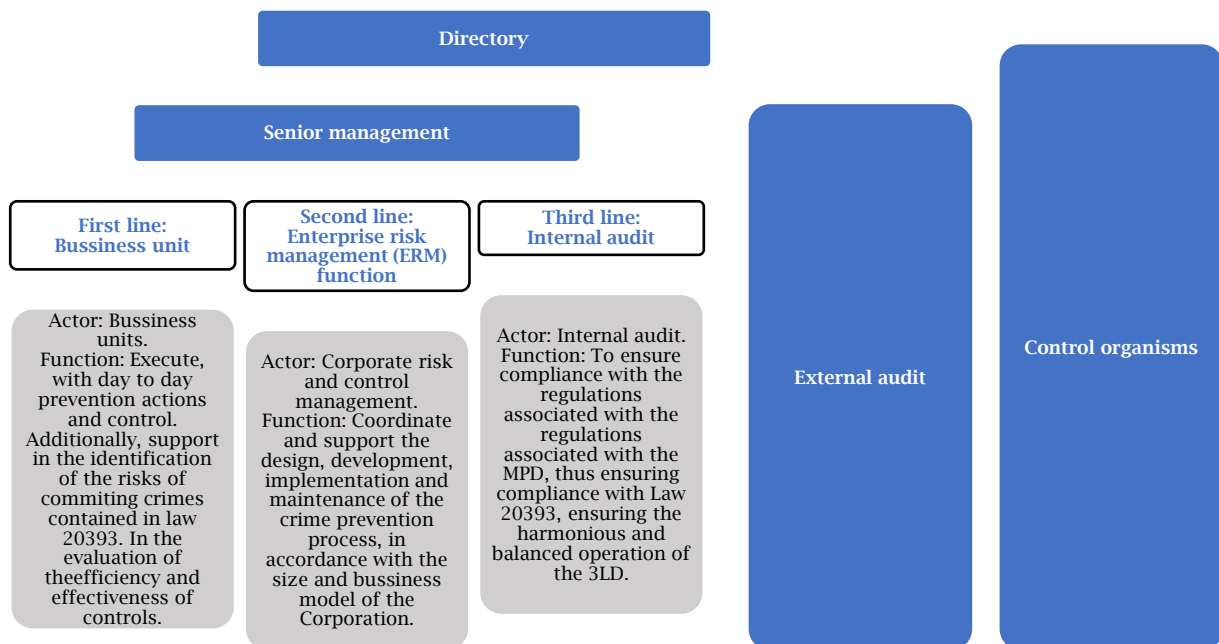 Directory
Senior management
First line:
Bussiness unit
Second line:
Enterprise risk
management (ERM)
function
Third line:
Internal audit
Actor: Bussiness
units.
Function: Execute,
with day to day
prevention actions
and control.
Additionally, support
in the identification
of the risks of
commiting crimes
contained in law
20393. In the
evaluation of
theefficiency and
effectiveness of
controls.
Actor: Corporate risk
and control
management.
Function: Coordinate
and support the
design, development,
implementation and
maintenance of the
crime prevention
process, in
accordance with the
size and bussiness
model of the
Corporation.
Actor: Internal audit.
Function: To ensure
compliance with the
regulations
associated with the
regulations
associated with the
MPD, thus ensuring
compliance with Law
20393, ensuring the
harmonious and
balanced operation of
the 3LD.
External audit
Control organisms